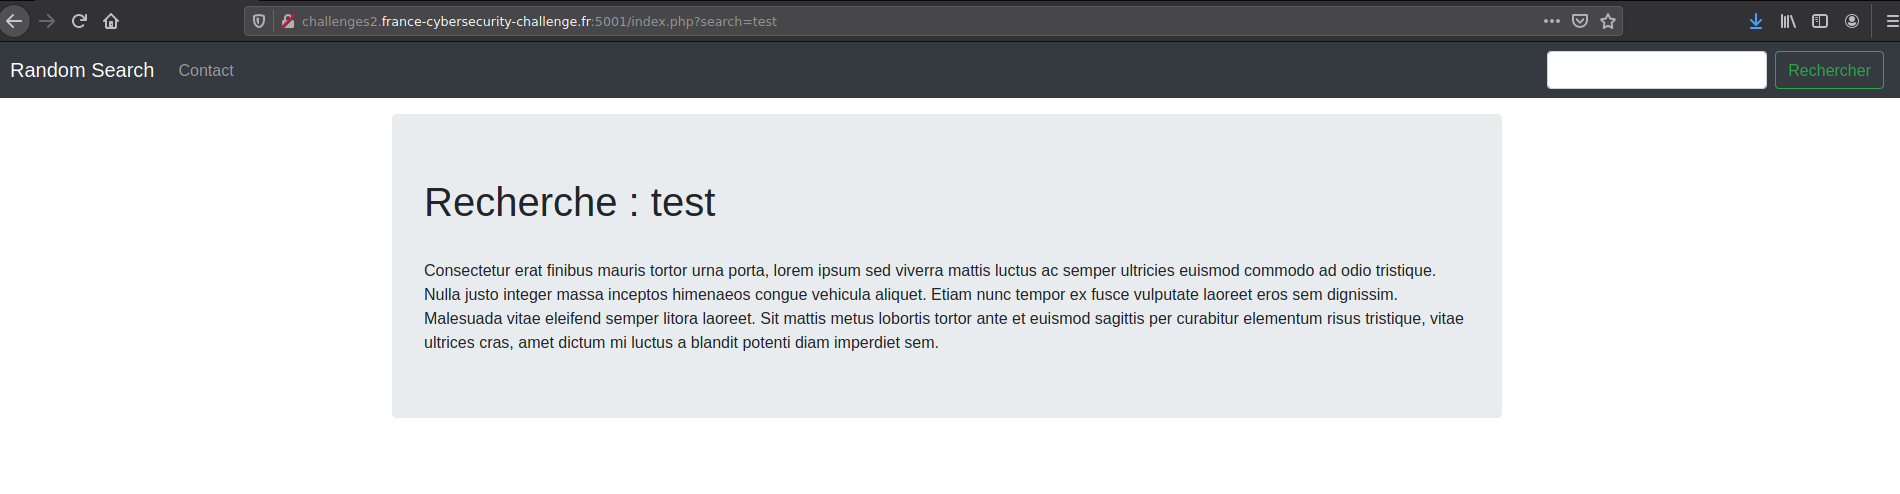 challenges2.france-cybersecurity-challenge.fr:5001/index.php?search=test
Random Search Contact Rechercher
Recherche : test
Consectetur erat finibus mauris tortor urna porta, lorem ipsum sed viverra mattis luctus ac semper ultricies euismod commodo ad odio tristique.
Nulla justo integer massa inceptos himenaeos congue vehicula aliquet. Etiam nunc tempor ex fusce vulputate laoreet eros sem dignissim.
Malesuada vitae eleifend semper litora laoreet. Sit mattis metus lobortis tortor ante et euismod sagittis per curabitur elementum risus tristique, vitae
ultrices cras, amet dictum mi luctus a blandit potenti diam imperdiet sem.